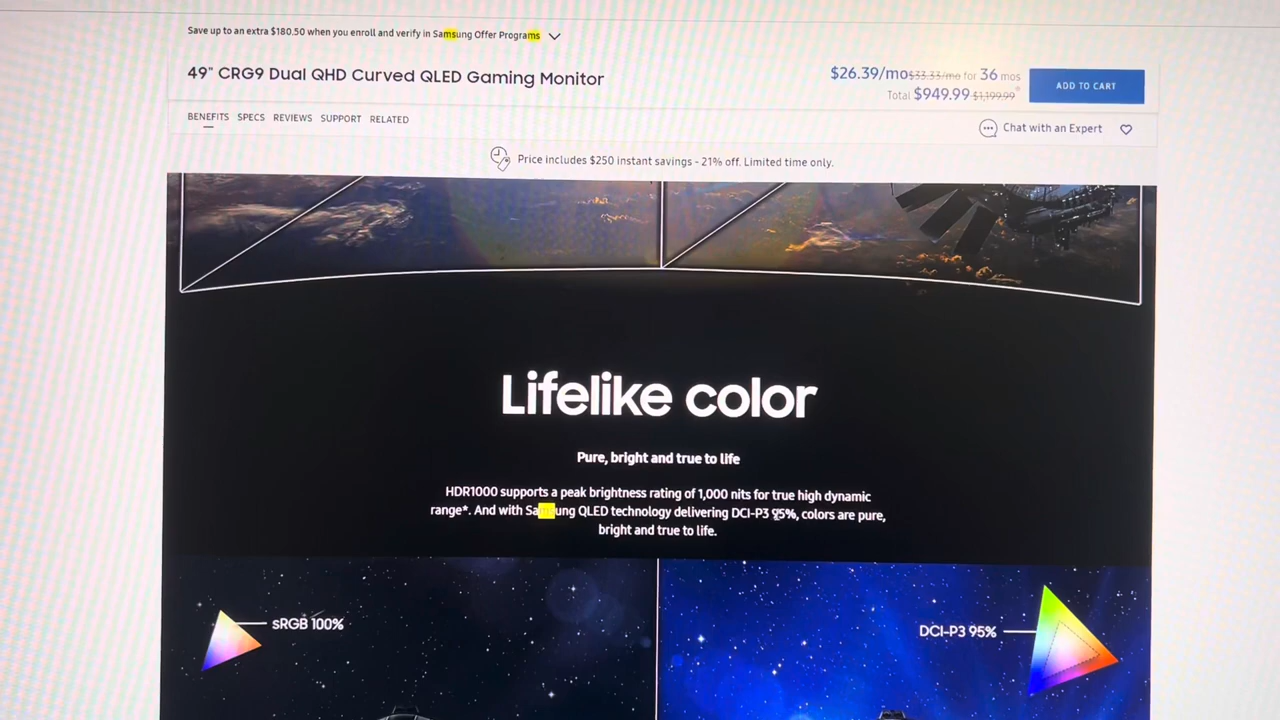 Save up to an extra $180.50 when you enroll and verify in Samsung Offer Programs
49" CRG9 Dual QHD Curved QLED Gaming Monitor
$26.39/mo $33.33/mo for 36 mos
Total $949.99 $1,199.99
ADD TO CART
BENEFITS SPECS REVIEWS SUPPORT RELATED
Chat with an Expert
Price includes $250 instant savings - 21% off. Limited time only.
Lifelike color
Pure, bright and true to life
HDR1000 supports a peak brightness rating of 1,000 nits for true high dynamic
range*. And with Samsung QLED technology delivering DCI-P3 95%, colors are pure,
bright and true to life.
sRGB 100%
DCI-P3 95%